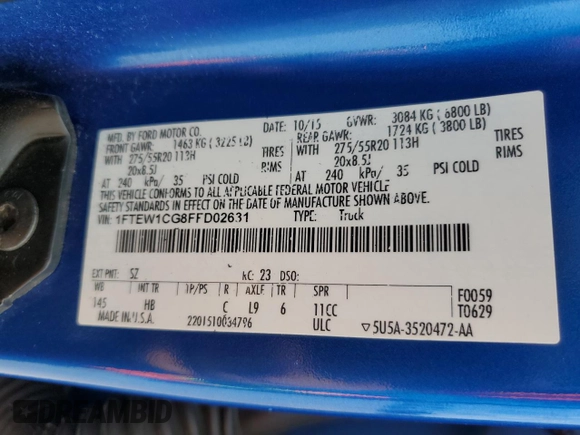 MFD. BY FORD MOTOR CO.
DATE: 10/15 GVWR: 3084 KG ( 6800 LB)
FRONT GAWR: 1463 KG ( 3225 LB)
REAR GAWR: 1724 KG ( 3800 LB)
WITH 275/55R20 113H TIRES
WITH 275/55R20 113H TIRES
20x8.5J RIMS
20x8.5J RIMS
AT 240 kPa/ 35 PSI COLD
AT 240 kPa/ 35 PSI COLD
THIS VEHICLE CONFORMS TO ALL APPLICABLE FEDERAL MOTOR VEHICLE
SAFETY STANDARDS IN EFFECT ON THE DATE OF MANUFACTURE SHOWN ABOVE.
VIN: 1FTEW1CG8FFD02631 TYPE: Truck
EXT PNT: SZ RC: 23 DSO:
WB INT TR TP/PS R AXLE TR SPR F0059
145 HB C L9 6 11CC T0629
MADE IN U.S.A. 2201510064796 ULC ▽5U5A-3520472-AA
DREAMBID